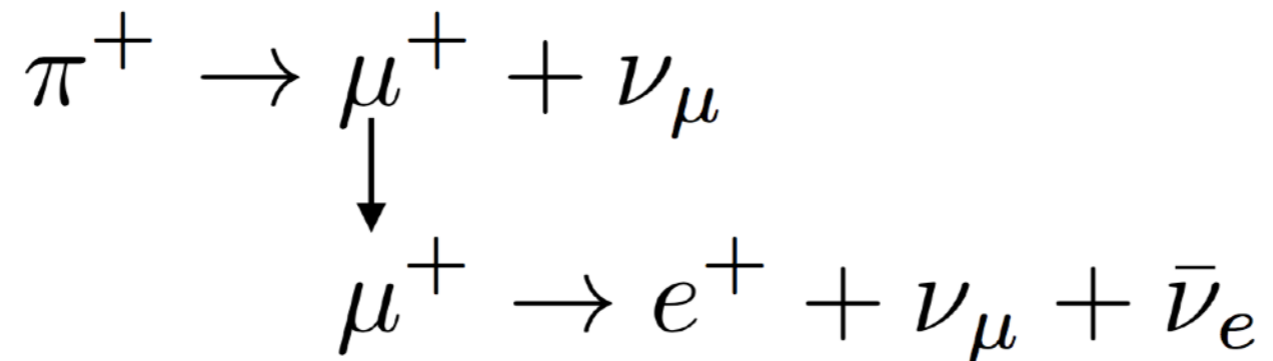 π⁺ → μ⁺ + ν_μ
μ⁺ → e⁺ + ν_μ + ν̄_e